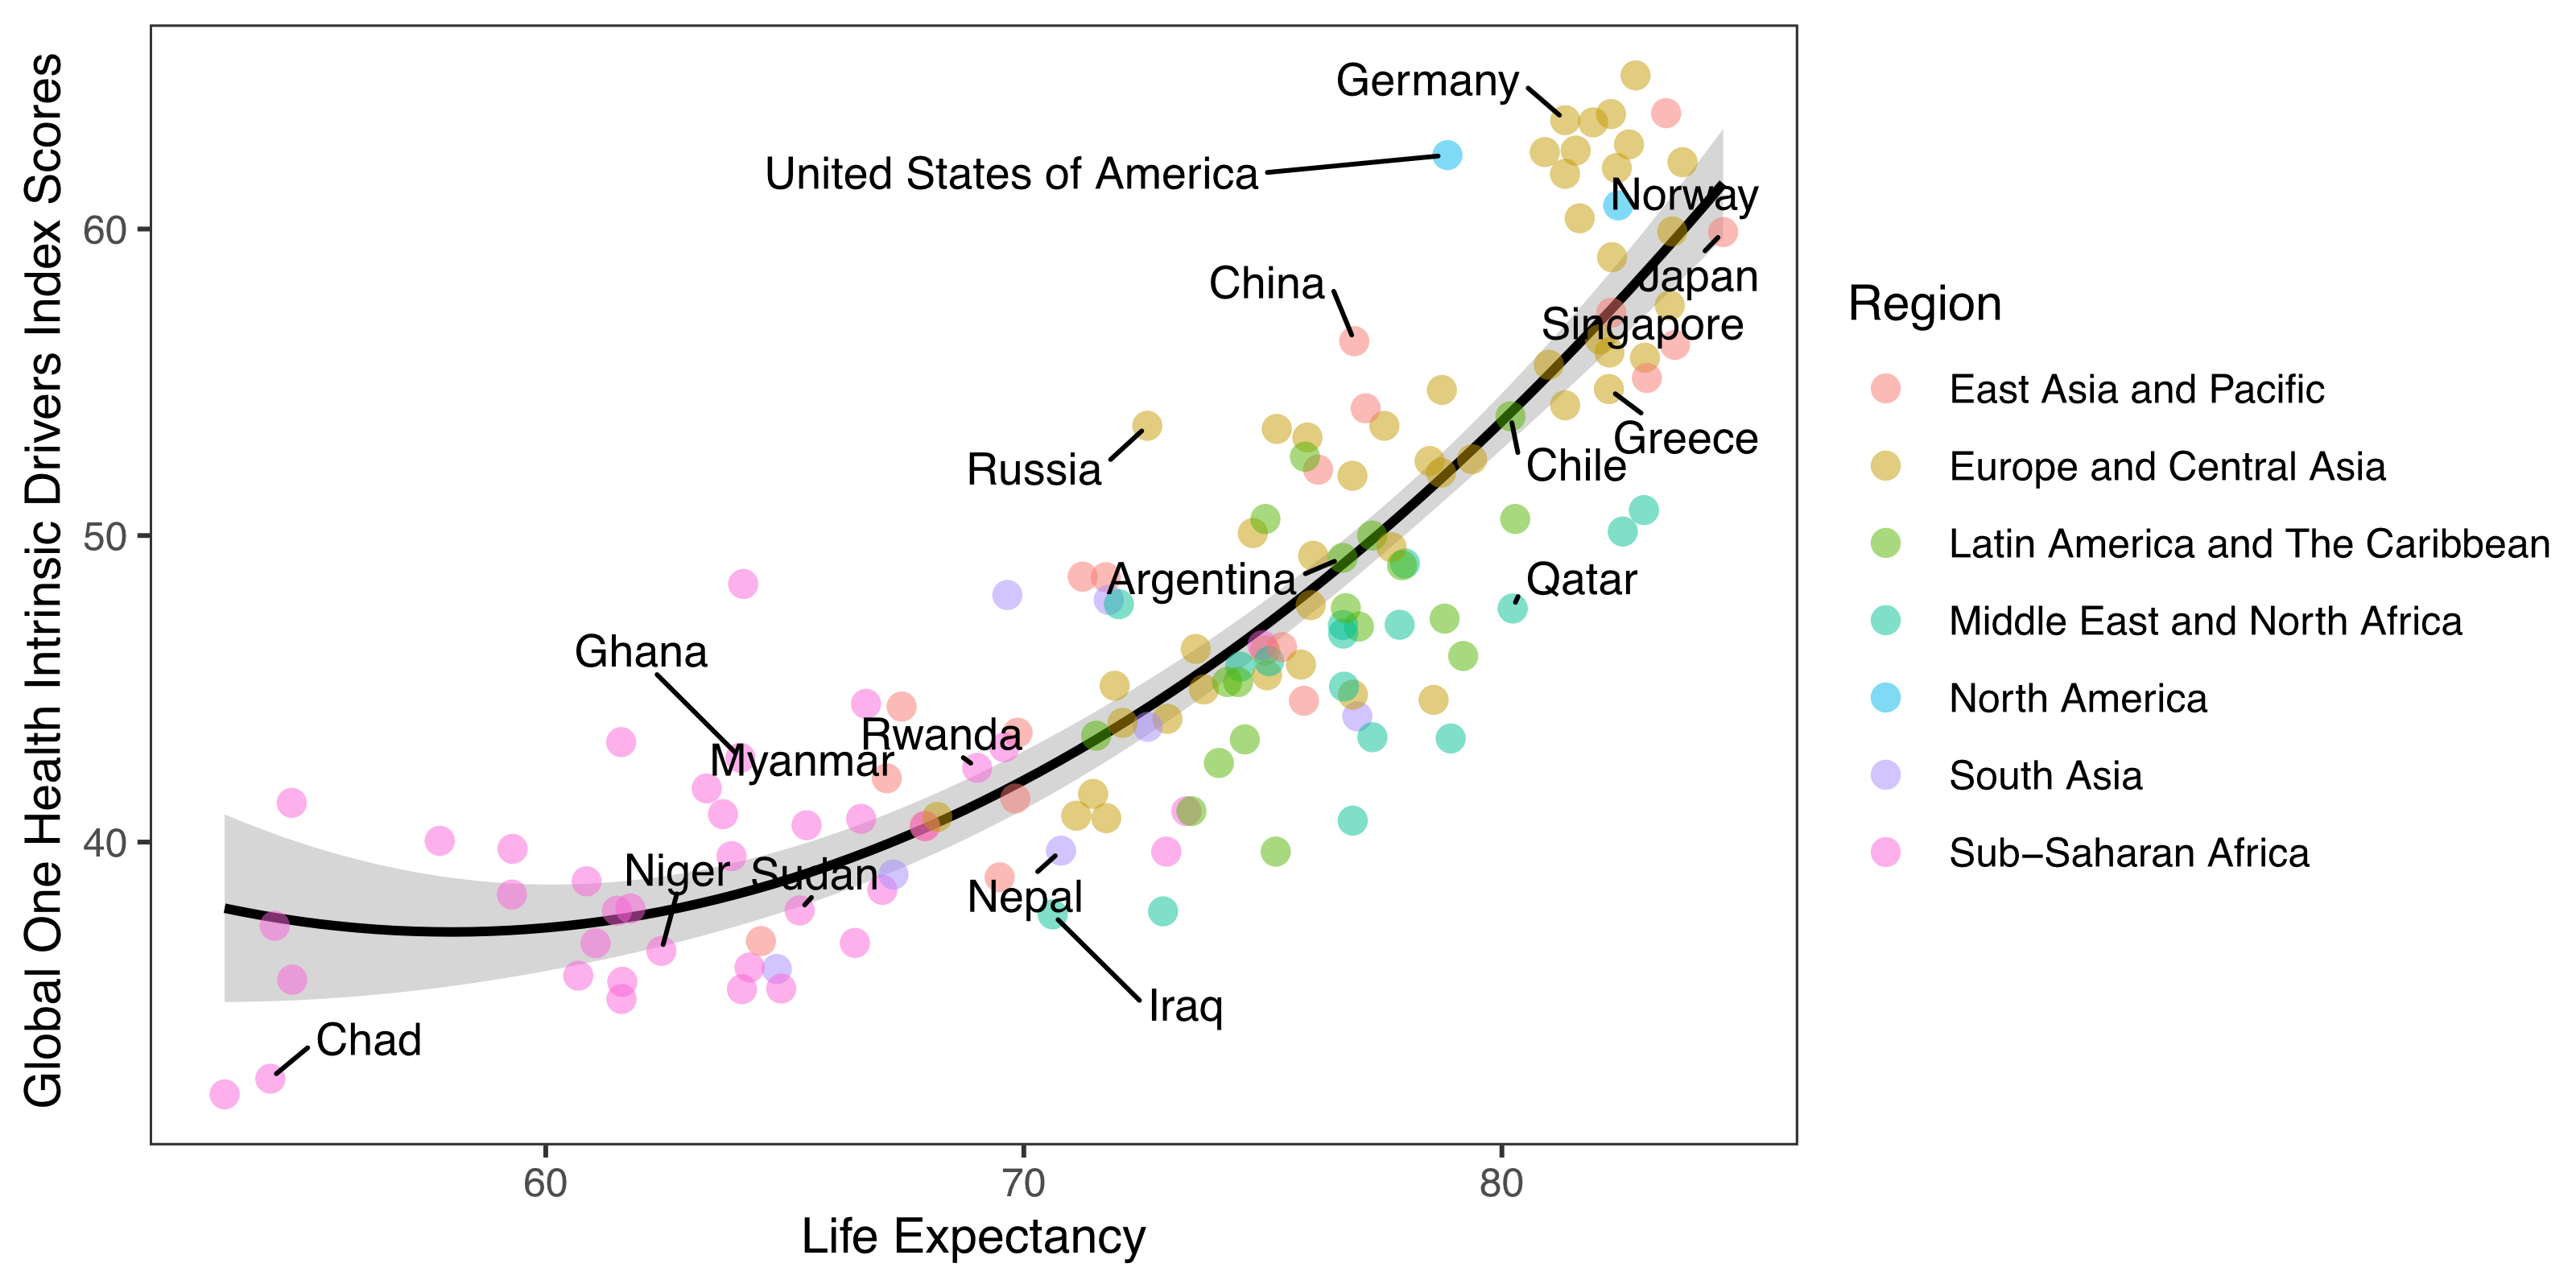 Global One Health Intrinsic Drivers Index Scores
60
50
40
Germany
United States of America
Norway
China
Japan
Singapore
Russia
Greece
Chile
Argentina
Qatar
Ghana
Rwanda
Myanmar
Niger
Sudan
Nepal
Iraq
Chad
60
70
80
Life Expectancy
Region
East Asia and Pacific
Europe and Central Asia
Latin America and The Caribbean
Middle East and North Africa
North America
South Asia
Sub−Saharan Africa